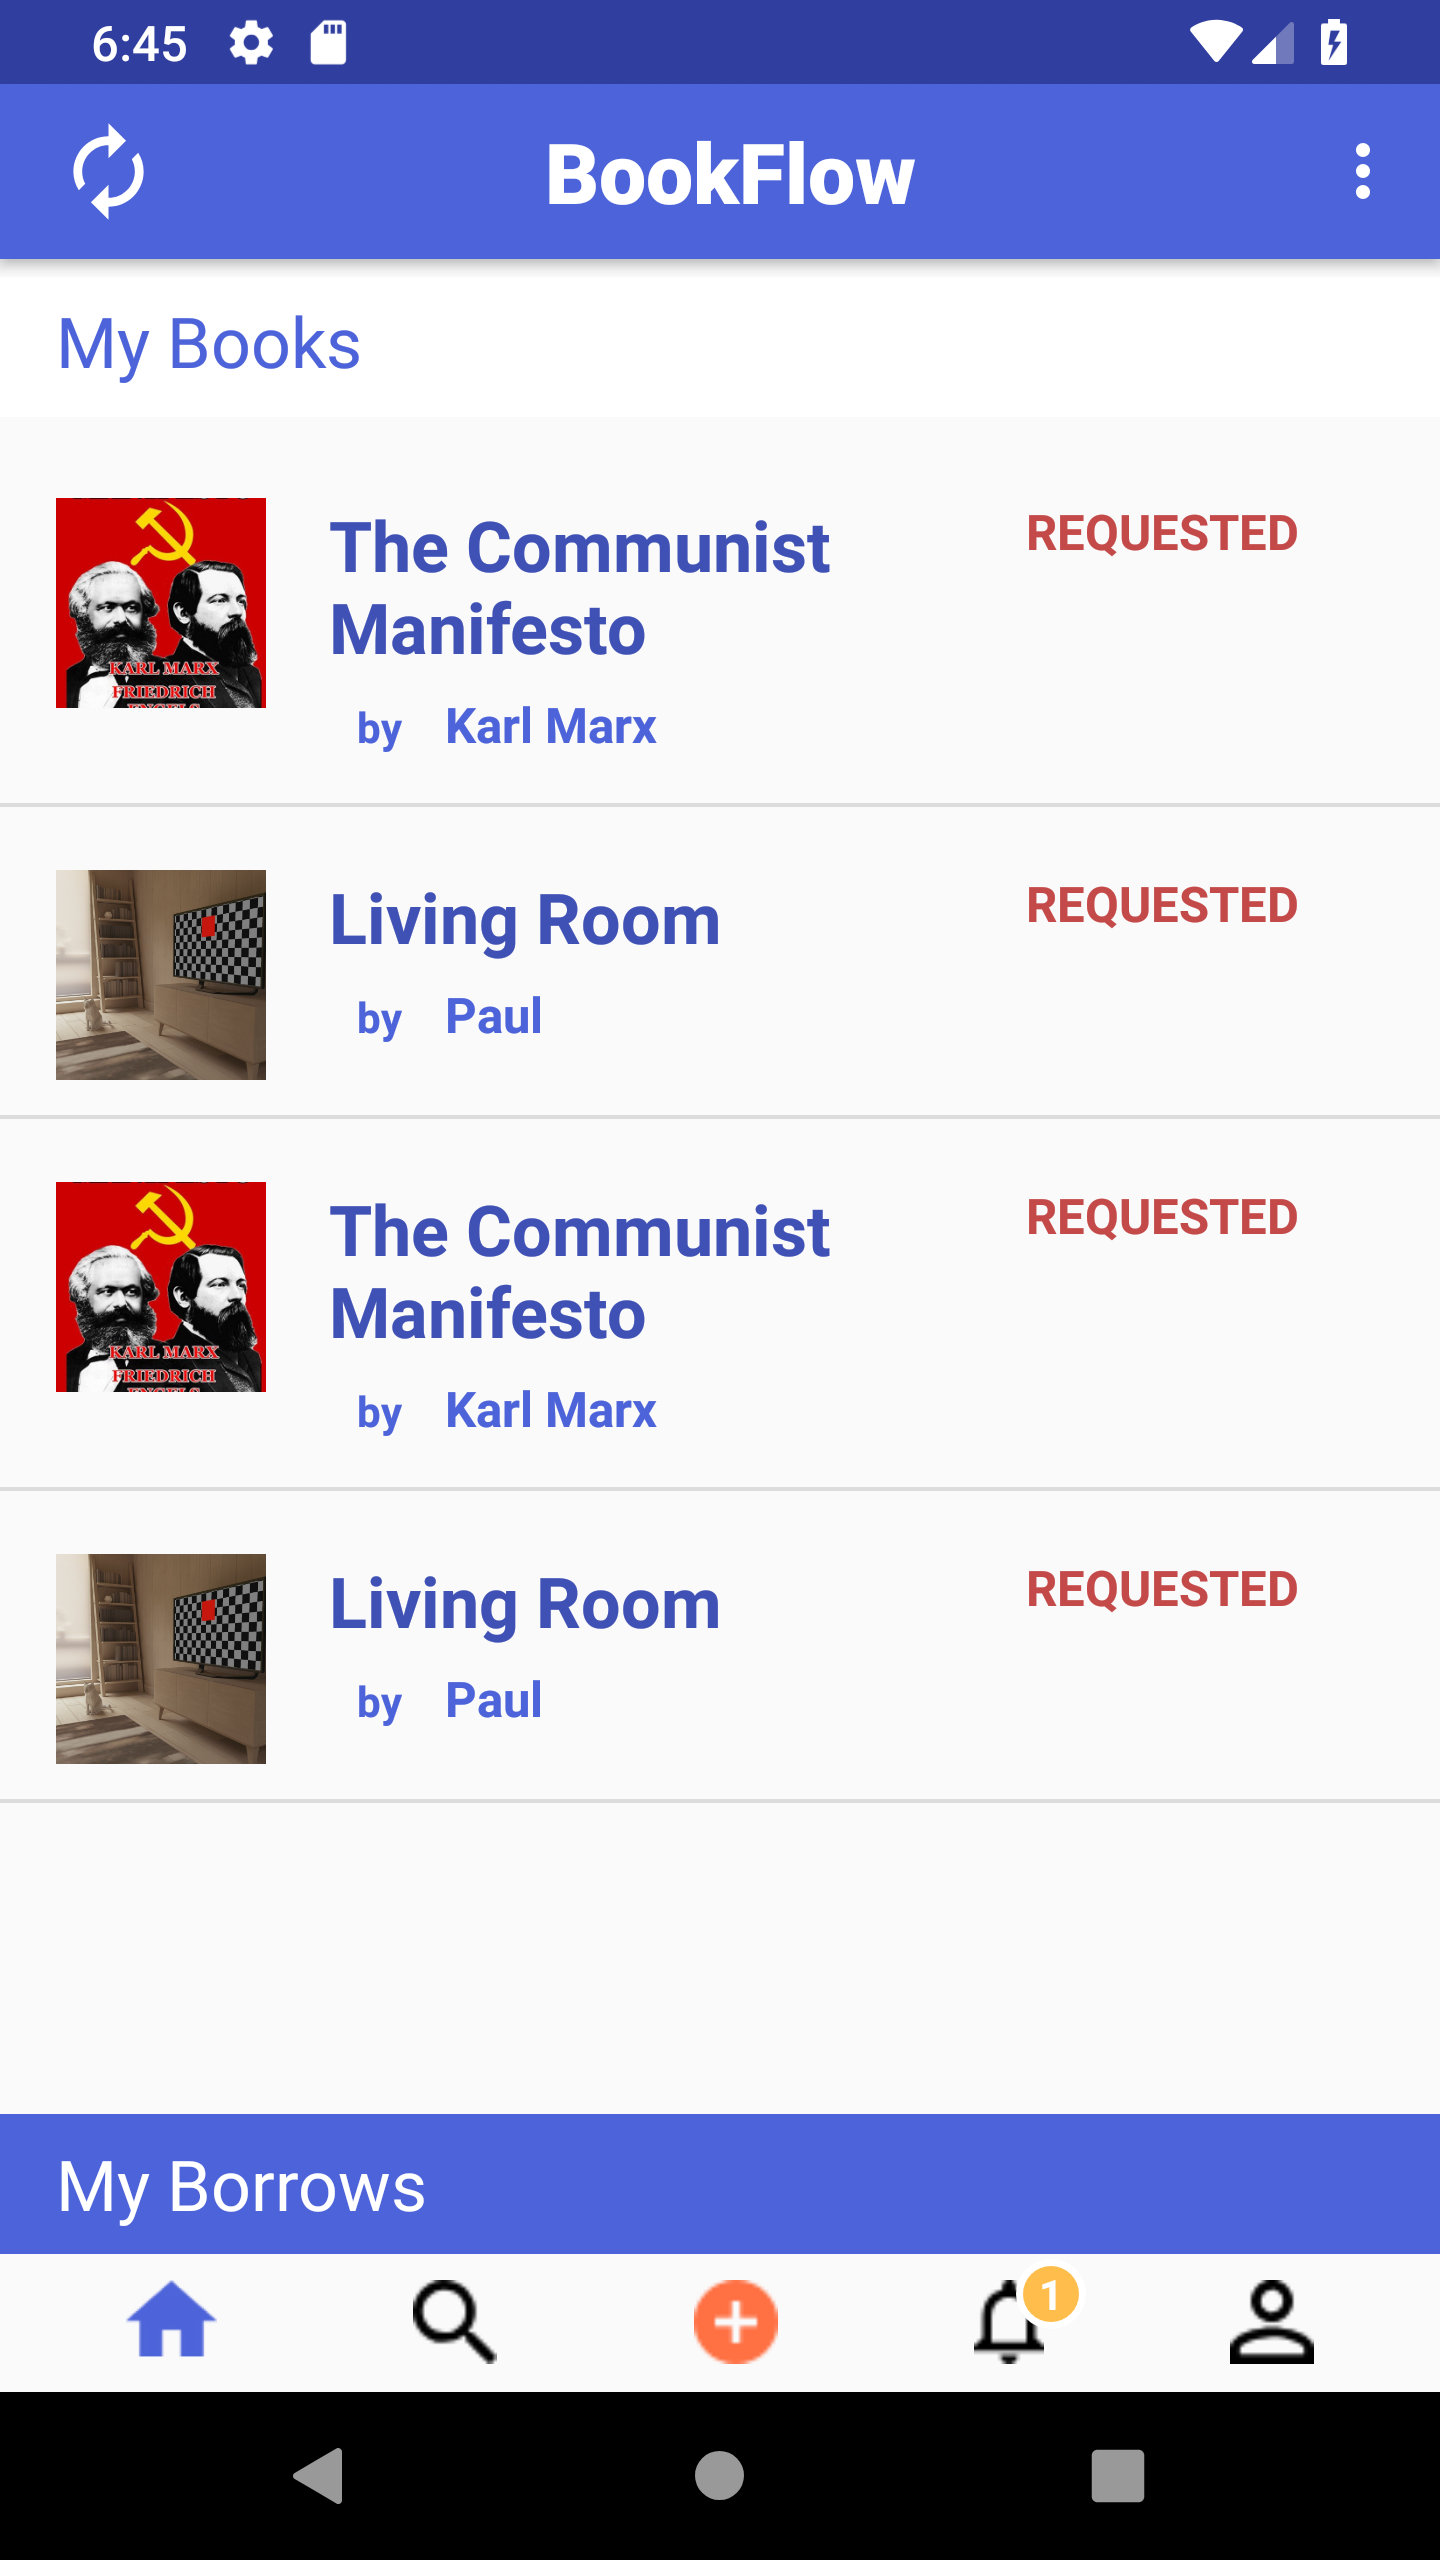 6:45
BookFlow
My Books
The Communist
Manifesto
REQUESTED
by Karl Marx
KARL MARX
FRIEDRICH
ENGELS
Living Room
REQUESTED
by Paul
The Communist
Manifesto
REQUESTED
by Karl Marx
KARL MARX
FRIEDRICH
ENGELS
Living Room
REQUESTED
by Paul
My Borrows
1